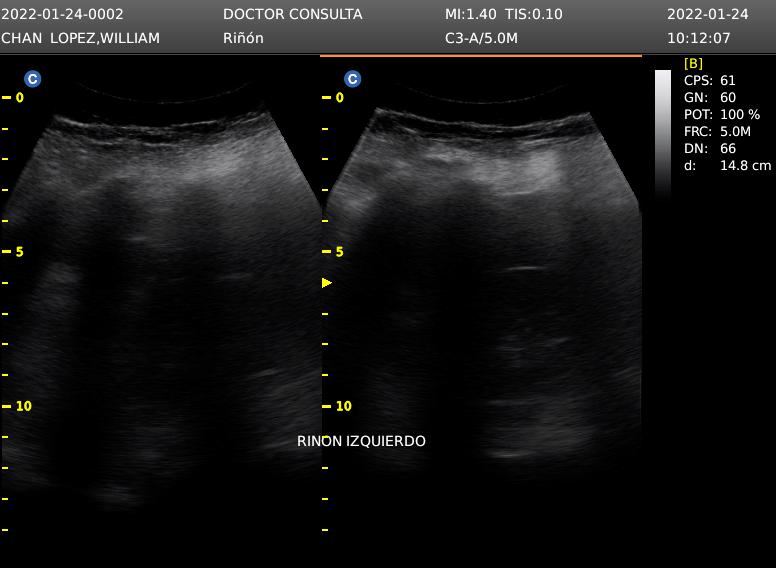 2022-01-24-0002 DOCTOR CONSULTA MI:1.40 TIS:0.10 2022-01-24
CHAN LOPEZ,WILLIAM Riñón C3-A/5.0M 10:12:07
[B]
C C
0 0
CPS: 61
GN: 60
POT: 100 %
FRC: 5.0M
DN: 66
d: 14.8 cm
5 5
10 10
RINON IZQUIERDO